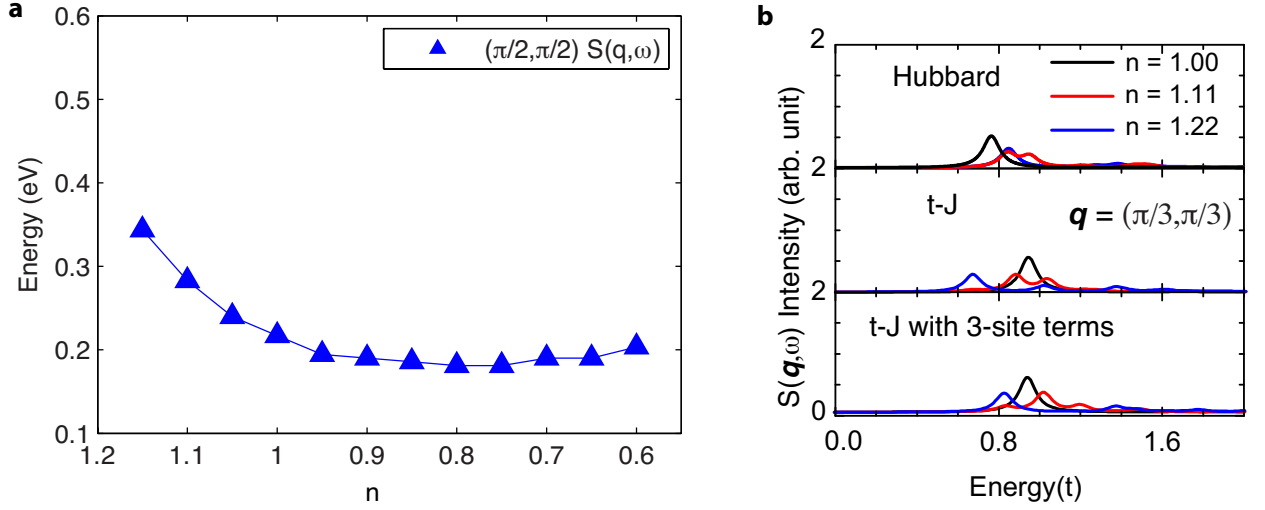 a
0.6
0.5
0.4
0.3
0.2
0.1
Energy (eV)
(π/2,π/2) S(q,ω)
1.2 1.1 1 0.9 0.8 0.7 0.6
n
b
2
Hubbard
n = 1.00
n = 1.11
n = 1.22
2
t-J
q = (π/3,π/3)
2
t-J with 3-site terms
0
S(q,ω) Intensity (arb. unit)
0.0 0.8 1.6
Energy(t)